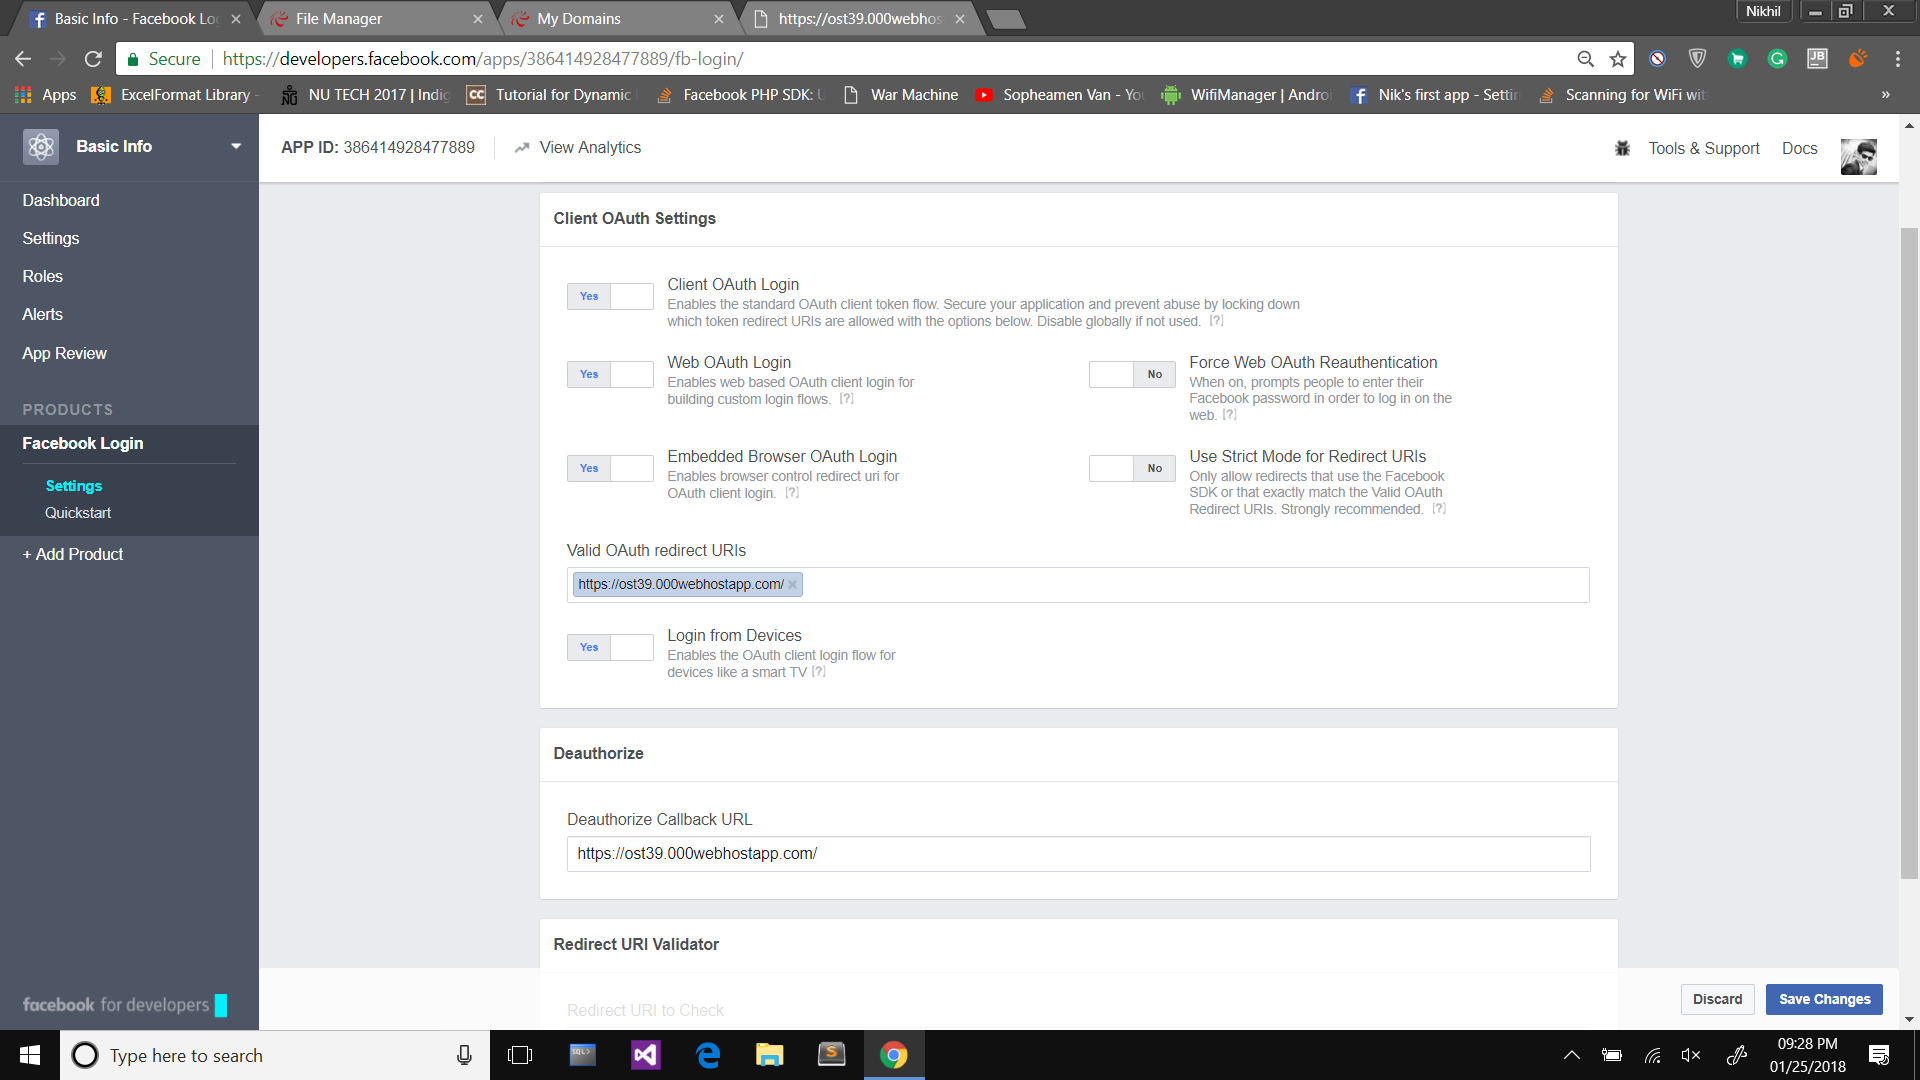 Basic Info - Facebook Log
File Manager
My Domains
https://ost39.000webhos
Nikhil
Secure
https://developers.facebook.com/apps/386414928477889/fb-login/
Apps
ExcelFormat Library -
NU TECH 2017 | Indig
Tutorial for Dynamic
Facebook PHP SDK: U
War Machine
Sopheamen Van - You
WifiManager | Androi
Nik's first app - Settin
Scanning for WiFi wit
»
Basic Info
APP ID: 386414928477889
View Analytics
Tools & Support
Docs
Dashboard
Settings
Roles
Alerts
App Review
PRODUCTS
Facebook Login
Settings
Quickstart
+ Add Product
facebook for developers
Client OAuth Settings
Yes
Client OAuth Login
Enables the standard OAuth client token flow. Secure your application and prevent abuse by locking down
which token redirect URIs are allowed with the options below. Disable globally if not used. [?]
Yes
Web OAuth Login
Enables web based OAuth client login for
building custom login flows. [?]
No
Force Web OAuth Reauthentication
When on, prompts people to enter their
Facebook password in order to log in on the
web. [?]
Yes
Embedded Browser OAuth Login
Enables browser control redirect uri for
OAuth client login. [?]
No
Use Strict Mode for Redirect URIs
Only allow redirects that use the Facebook
SDK or that exactly match the Valid OAuth
Redirect URIs. Strongly recommended. [?]
Valid OAuth redirect URIs
https://ost39.000webhostapp.com/
Yes
Login from Devices
Enables the OAuth client login flow for
devices like a smart TV [?]
Deauthorize
Deauthorize Callback URL
https://ost39.000webhostapp.com/
Redirect URI Validator
Redirect URI to Check
Discard
Save Changes
Type here to search
09:28 PM
01/25/2018